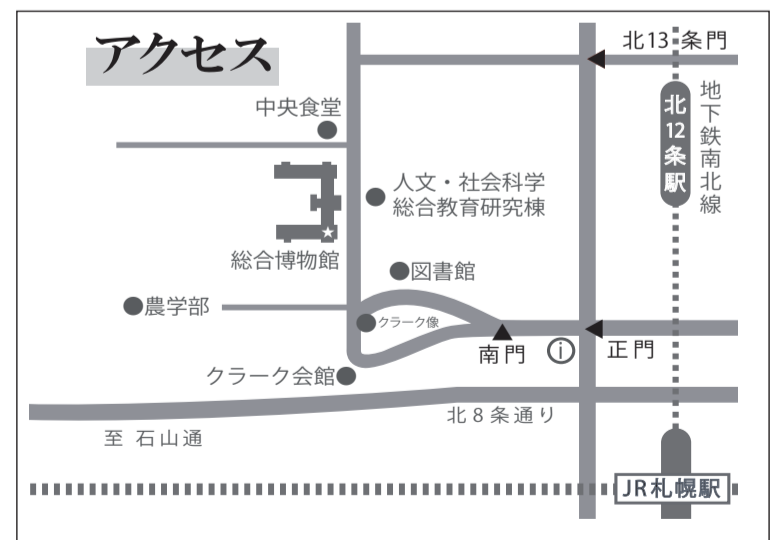 アクセス
北13条門
地下鉄南北線
北12条駅
中央食堂
人文・社会科学
総合教育研究棟
総合博物館
図書館
農学部
クラーク像
南門
i
正門
クラーク会館
北8条通り
至 石山通
JR札幌駅